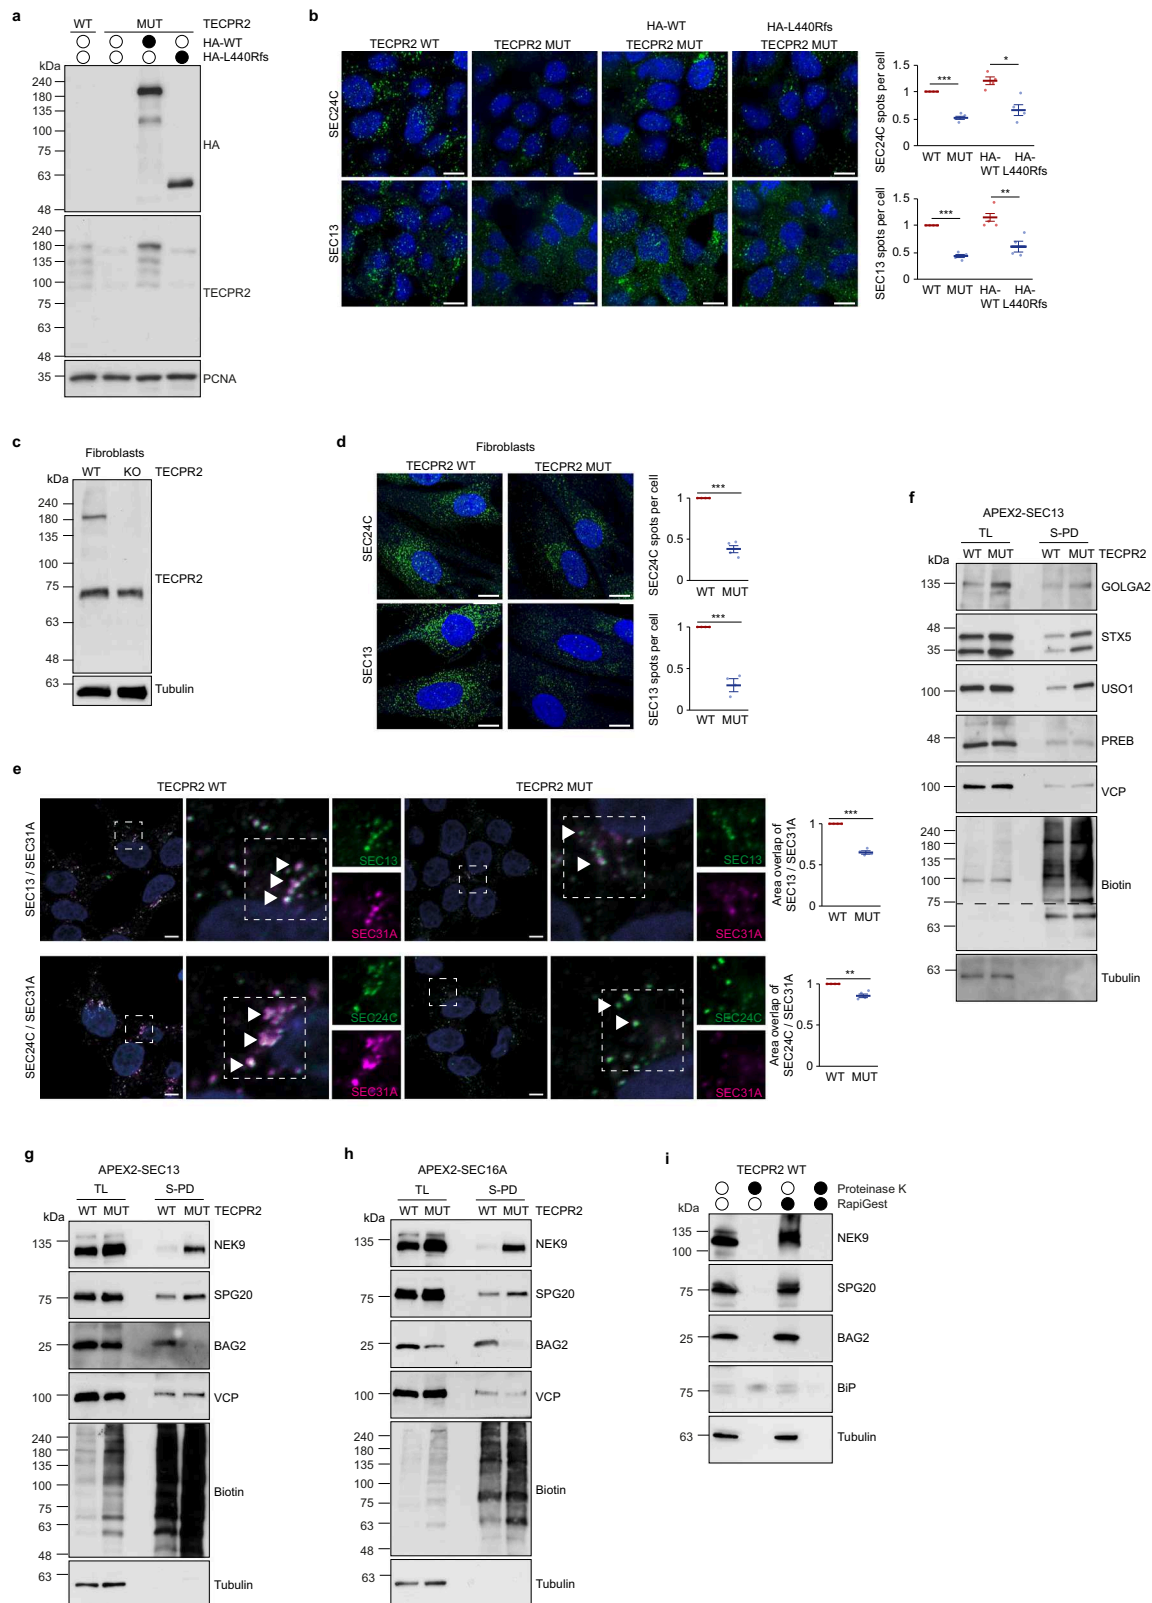 a
WT MUT TECPR2
HA-WT
HA-L440Rfs
kDa
240
180
135
100
75
63
48
HA
240
180
135
100
75
63
48
TECPR2
35
PCNA
b
HA-WT HA-L440Rfs
TECPR2 WT TECPR2 MUT TECPR2 MUT TECPR2 MUT
SEC24C
SEC13
SEC24C spots per cell
1.5
1
0.5
0
*** *
WT MUT HA-WT HA-L440Rfs
SEC13 spots per cell
1.5
1
0.5
0
*** **
WT MUT HA-WT HA-L440Rfs
c
Fibroblasts
WT KO TECPR2
kDa
240
180
135
100
75
63
48
TECPR2
63
Tubulin
d
Fibroblasts
TECPR2 WT TECPR2 MUT
SEC24C
SEC13
SEC24C spots per cell
1
0.5
0
***
WT MUT
SEC13 spots per cell
1
0.5
0
***
WT MUT
e
TECPR2 WT TECPR2 MUT
SEC13 / SEC31A
SEC13
SEC31A
SEC13
SEC31A
Area overlap of
SEC13 / SEC31A
1
0.5
0
***
WT MUT
SEC24C / SEC31A
SEC24C
SEC31A
SEC24C
SEC31A
Area overlap of
SEC24C / SEC31A
1
0.5
0
**
WT MUT
f
APEX2-SEC13
TL S-PD
WT MUT WT MUT TECPR2
kDa
135
GOLGA2
48
35
STX5
100
USO1
48
PREB
100
VCP
240
180
135
100
75
63
Biotin
63
Tubulin
g
APEX2-SEC13
TL S-PD
WT MUT WT MUT TECPR2
kDa
135
NEK9
75
SPG20
25
BAG2
100
VCP
240
180
135
100
75
63
48
Biotin
63
Tubulin
h
APEX2-SEC16A
TL S-PD
WT MUT WT MUT TECPR2
kDa
135
NEK9
75
SPG20
25
BAG2
100
VCP
240
180
135
100
75
63
48
Biotin
63
Tubulin
i
TECPR2 WT
Proteinase K
RapiGest
kDa
135
100
NEK9
75
SPG20
25
BAG2
75
BiP
63
Tubulin